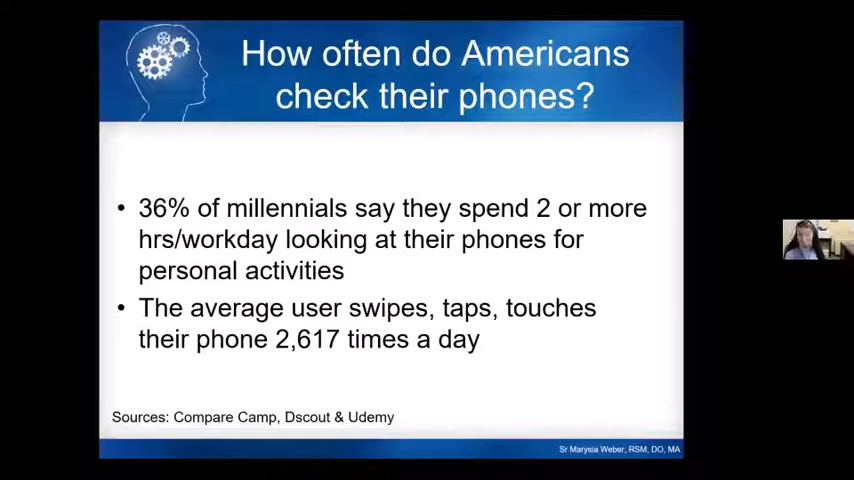 How often do Americans
check their phones?
• 36% of millennials say they spend 2 or more
hrs/workday looking at their phones for
personal activities
• The average user swipes, taps, touches
their phone 2,617 times a day
Sources: Compare Camp, Dscout & Udemy
Sr Marysia Weber, RSM, DO, MA